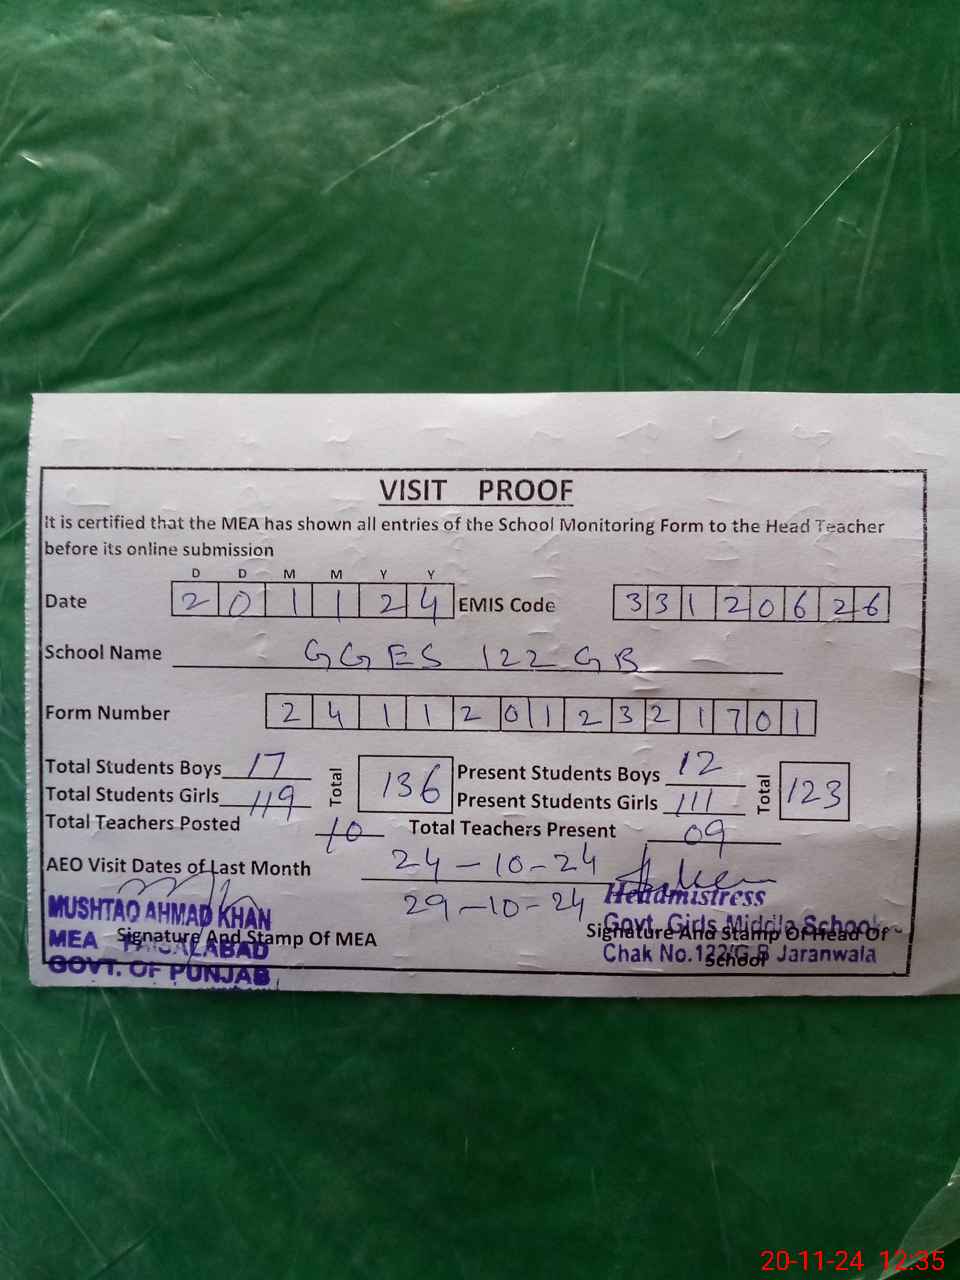 VISIT PROOF
It is certified that the MEA has shown all entries of the School Monitoring Form to the Head Teacher
before its online submission
D D M M Y Y
Date 2 0 1 1 2 4 EMIS Code 3 3 1 2 0 6 2 6
School Name GGES 122 GB
Form Number 2 4 1 1 2 0 1 2 3 2 1 7 0 1
Total Students Boys 17 Total 136 Present Students Boys 12 Total 123
Total Students Girls 119 Present Students Girls 111
Total Teachers Posted 10 Total Teachers Present 09
AEO Visit Dates of Last Month 24-10-24
29-10-24
MUSHTAQ AHMAD KHAN
MEA FAISALABAD
GOVT. OF PUNJAB
Signature And Stamp Of MEA
Headmistress
Govt. Girls Middle School
Chak No.122/G.B Jaranwala
Signature And Stamp Of Head Of
School
20-11-24 12:35